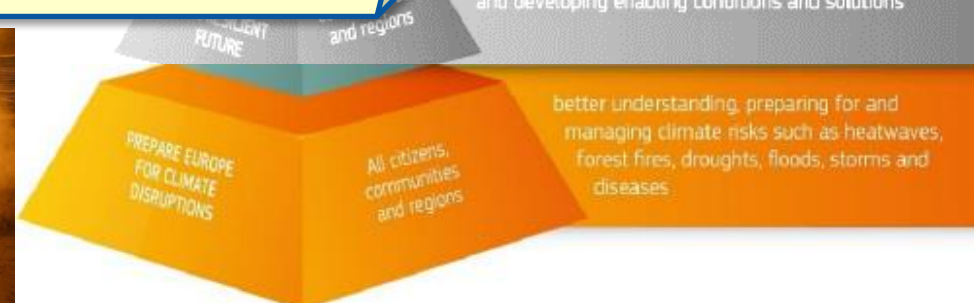 and developing enabling conditions and solutions
FUTURE
and regions
PREPARE EUROPE
FOR CLIMATE
DISRUPTIONS
All citizens,
communities
and regions
better understanding, preparing for and
managing climate risks such as heatwaves,
forest fires, droughts, floods, storms and
diseases